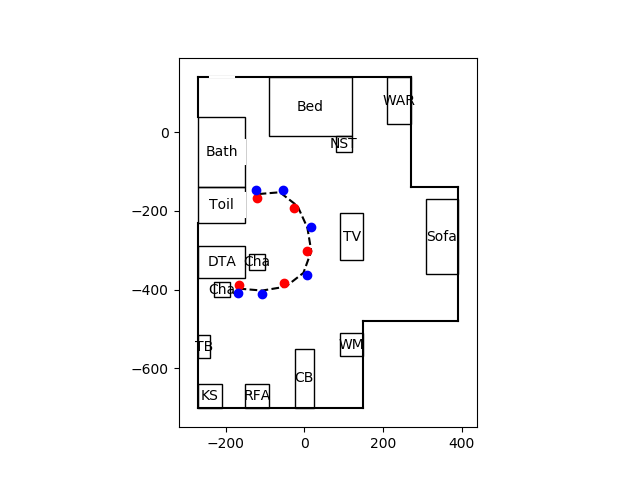 Bed
WAR
0
NST
Bath
Toil
-200
TV
Sofa
DTA
Cha
Cha
−400
TB
WM
−600
CB
KS
RFA
−200
0
200
400